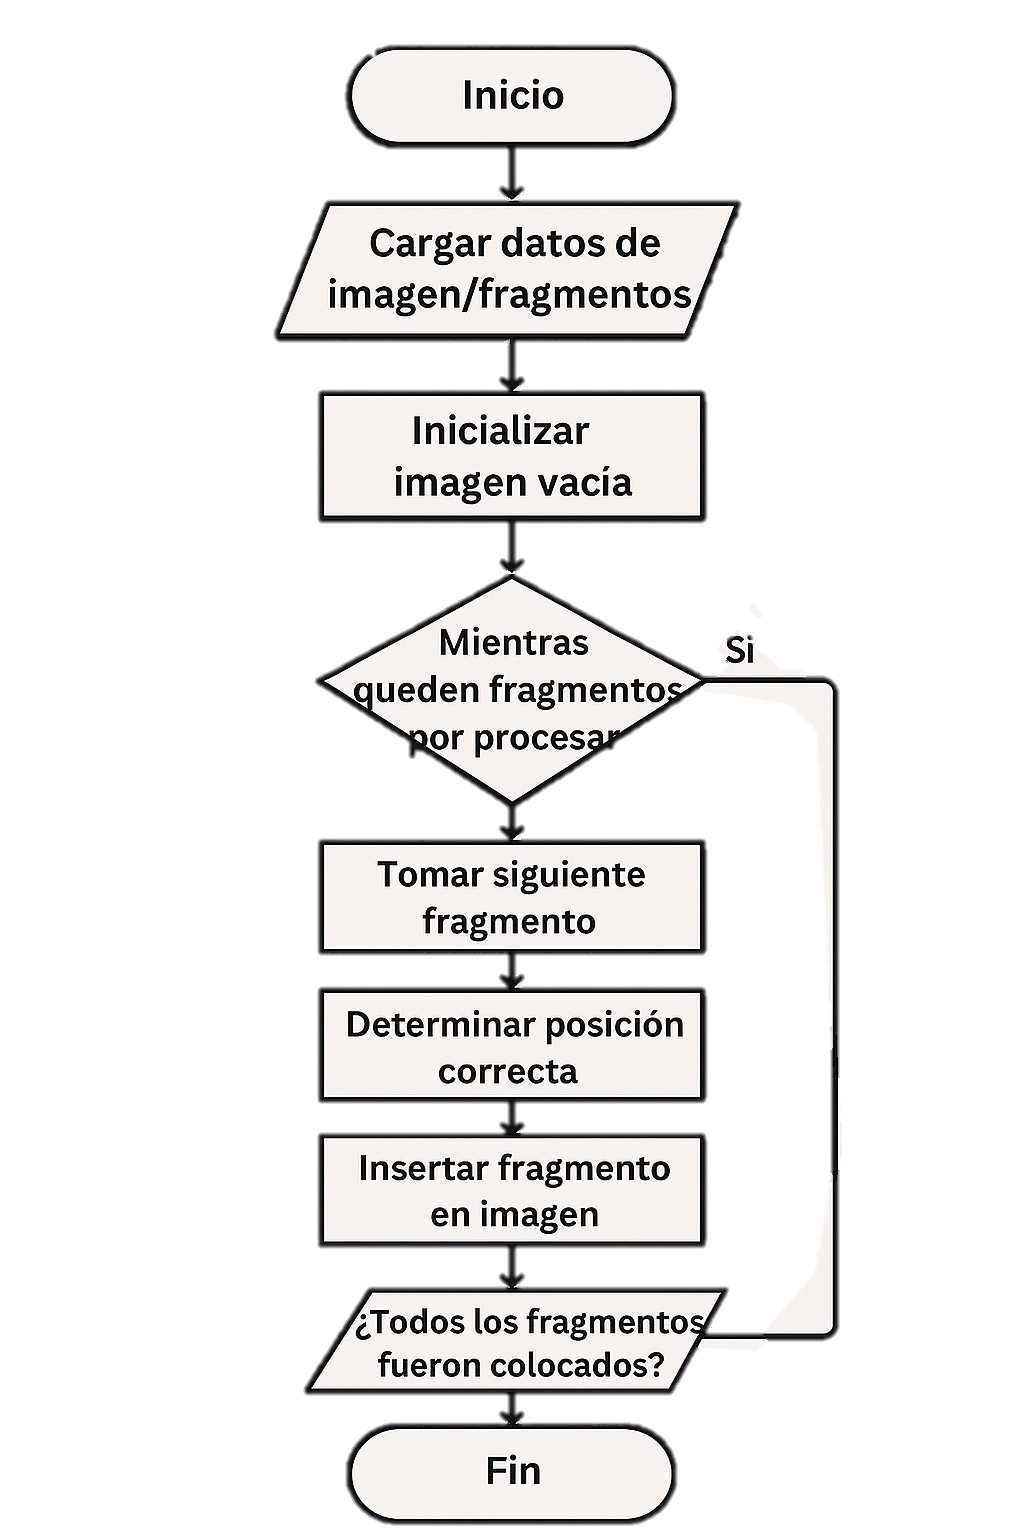 Inicio
Cargar datos de
imagen/fragmentos
Inicializar
imagen vacía
Mientras
queden fragmentos
por procesar
Si
Tomar siguiente
fragmento
Determinar posición
correcta
Insertar fragmento
en imagen
¿Todos los fragmentos
fueron colocados?
Fin